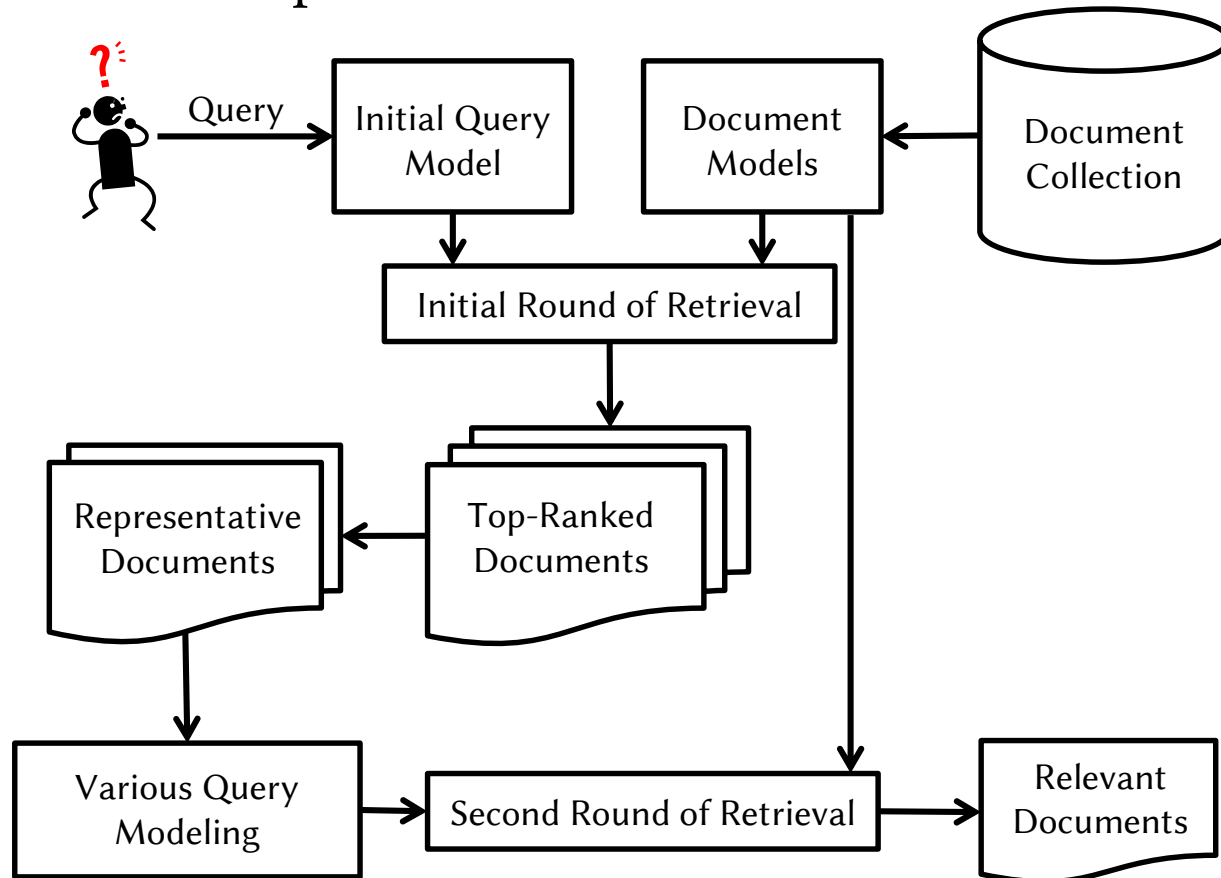 ?
Query
Initial Query
Model
Document
Models
Document
Collection
Initial Round of Retrieval
Representative
Documents
Top-Ranked
Documents
Various Query
Modeling
Second Round of Retrieval
Relevant
Documents